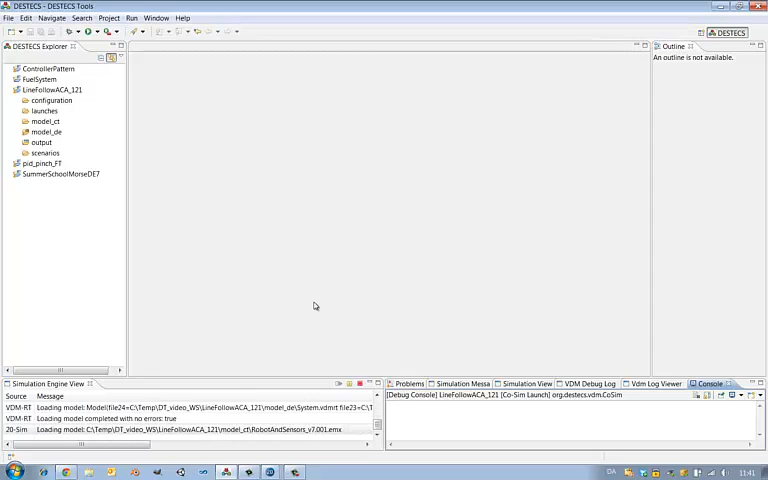 DESTECS - DESTECS Tools
File Edit Navigate Search Project Run Window Help
DESTECS
DESTECS Explorer
Outline
ControllerPattern
An outline is not available.
FuelSystem
LineFollowACA_121
configuration
launches
model_ct
model_de
output
scenarios
pid_pinch_FT
SummerSchoolMorseDE7
Simulation Engine View
Problems Simulation Messa Simulation View VDM Debug Log Vdm Log Viewer Console
Source Message
[Debug Console] LineFollowACA_121 [Co-Sim Launch] org.destecs.vdm.CoSim
VDM-RT Loading model: Model(file24=C:\Temp\DT_video_WS\LineFollowACA_121\model_de\System.vdmrt file23=C:\T
VDM-RT Loading model completed with no errors: true
20-Sim Loading model: C:\Temp\DT_video_WS\LineFollowACA_121\model_ct\RobotAndSensors_v7.001.emx
DA
11:41